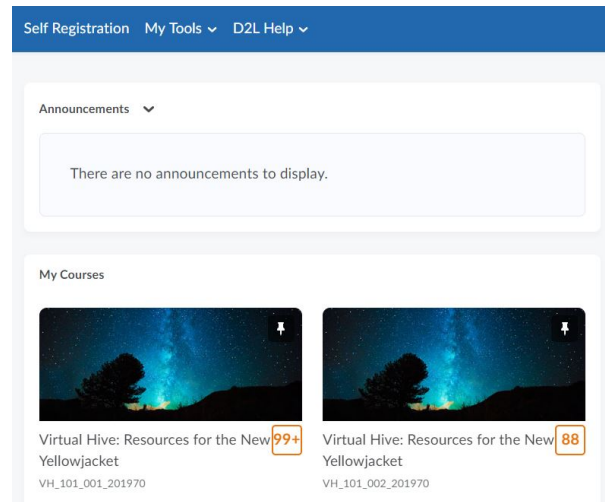 Self Registration My Tools D2L Help
Announcements
There are no announcements to display.
My Courses
Virtual Hive: Resources for the New 99+
Yellowjacket
VH_101_001_201970
Virtual Hive: Resources for the New 88
Yellowjacket
VH_101_002_201970